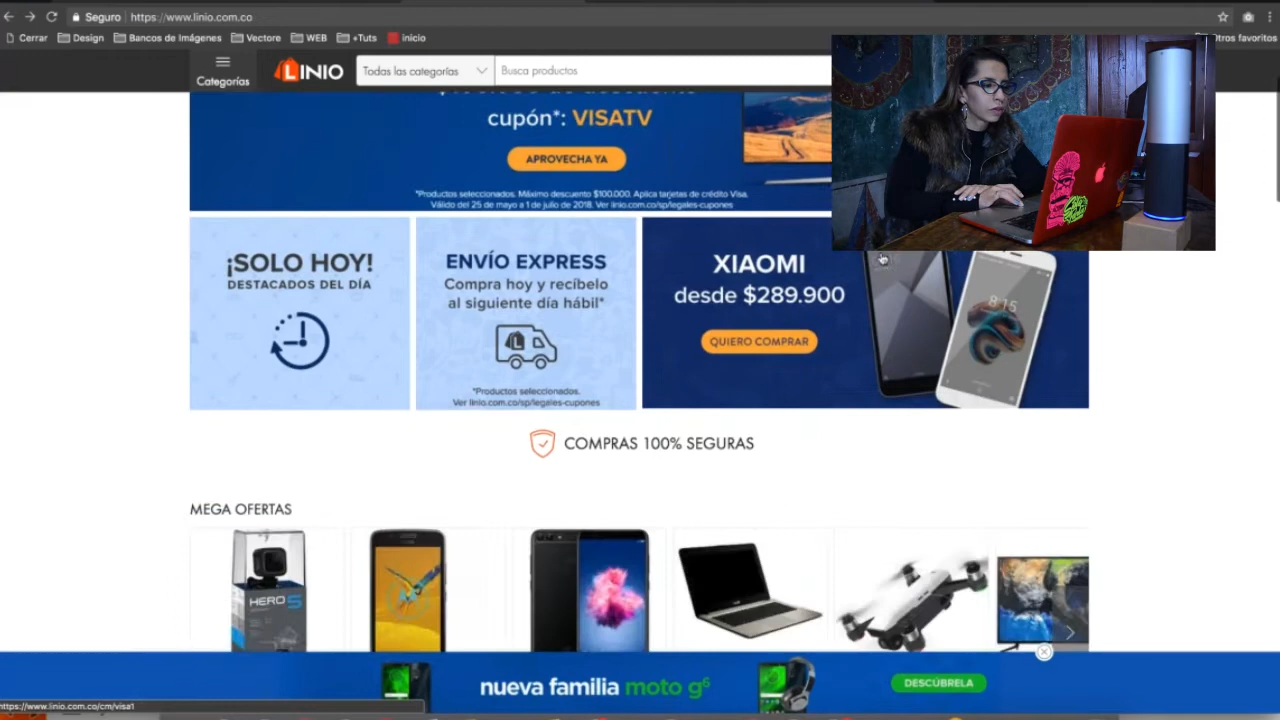 Seguro https://www.linio.com.co
Cerrar Design Bancos de Imágenes Vectore WEB +Tuts inicio otros favoritos
Categorías LINIO Todas las categorías Busca productos
cupón*: VISATV
APROVECHA YA
*Productos seleccionados. Máximo descuento $100.000. Aplica tarjetas de crédito Visa.
Válido del 25 de mayo a 1 de julio de 2018. Ver linio.com.co/sp/legales-cupones
¡SOLO HOY!
DESTACADOS DEL DÍA
ENVÍO EXPRESS
Compra hoy y recíbelo
al siguiente día hábil*
*Productos seleccionados.
Ver linio.com.co/sp/legales-cupones
XIAOMI
desde $289.900
QUIERO COMPRAR
8:15
COMPRAS 100% SEGURAS
MEGA OFERTAS
HERO5
nueva familia moto g6
DESCÚBRELA
https://www.linio.com.co/cm/visa1